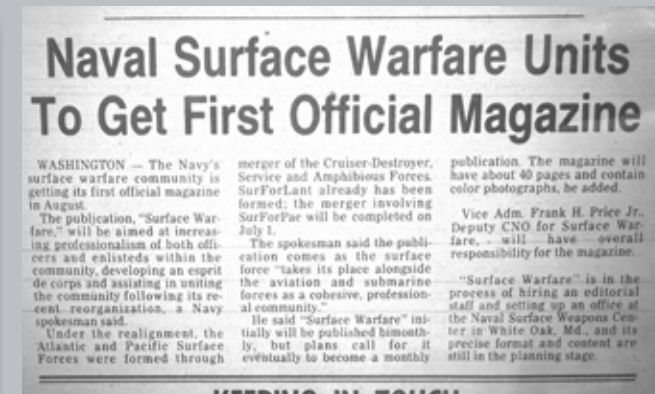 Naval Surface Warfare Units
To Get First Official Magazine
WASHINGTON — The Navy's
surface warfare community is
getting its first official magazine
in August.
The publication, "Surface War-
fare," will be aimed at increas-
ing professionalism of both offi-
cers and enlisteds within the
community, developing an esprit
de corps and assisting in uniting
the community following its re-
cent reorganization, a Navy
spokesman said.
Under the realignment, the
Atlantic and Pacific Surface
Forces were formed through
merger of the Cruiser-Destroyer,
Service and Amphibious Forces.
SurForLant already has been
formed; the merger involving
SurForPac will be completed on
July 1.
The spokesman said the publi-
cation comes as the surface
force "takes its place alongside
the aviation and submarine
forces as a cohesive, profession-
al community."
He said "Surface Warfare" ini-
tially will be published bimonth-
ly, but plans call for it
eventually to become a monthly
publication. The magazine will
have about 40 pages and contain
color photographs, he added.
Vice Adm. Frank H. Price Jr.,
Deputy CNO for Surface War-
fare, will have overall
responsibility for the magazine.
"Surface Warfare" is in the
process of hiring an editorial
staff and setting up an office at
the Naval Surface Weapons Cen-
ter in White Oak, Md., and its
precise format and content are
still in the planning stage.
KEEPING IN TOUCH